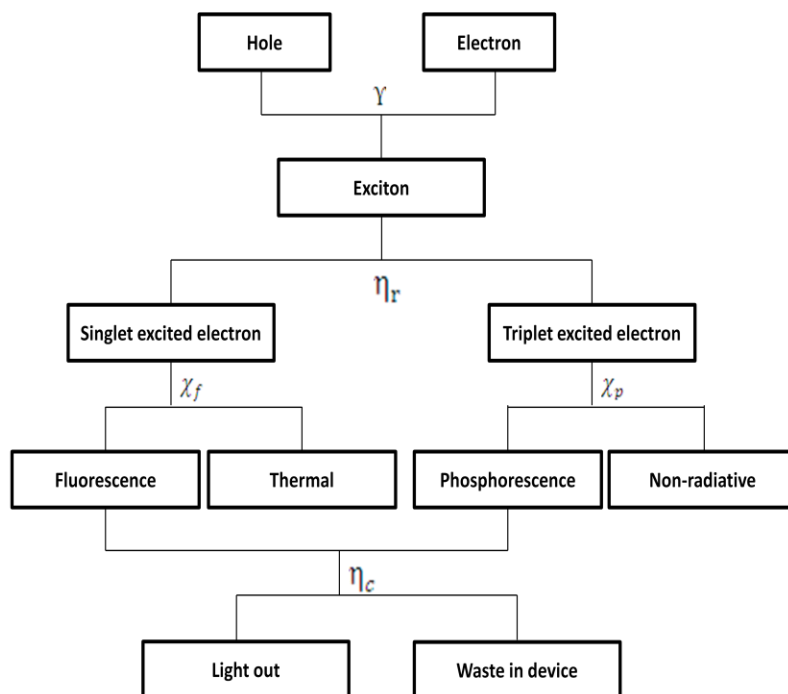 Hole
Electron
γ
Exciton
ηr
Singlet excited electron
Triplet excited electron
χf
χp
Fluorescence
Thermal
Phosphorescence
Non-radiative
ηc
Light out
Waste in device